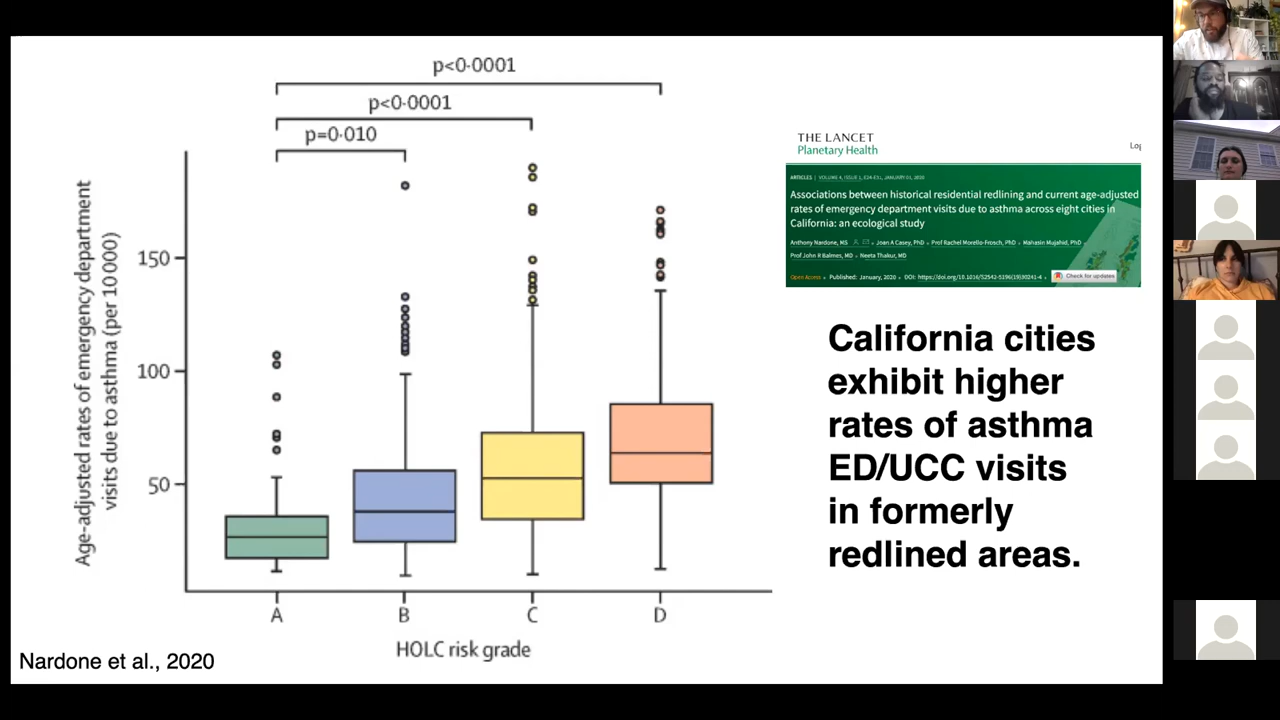 p<0·0001
p<0·0001
p=0·010
Age-adjusted rates of emergency department
visits due to asthma (per 10 000)
150
100
50
A B C D
HOLC risk grade
Nardone et al., 2020
THE LANCET
Planetary Health
Log
ARTICLES | VOLUME 4, ISSUE 1, E24-E31, JANUARY 01, 2020
Associations between historical residential redlining and current age-adjusted
rates of emergency department visits due to asthma across eight cities in
California: an ecological study
Anthony Nardone, MS • Joan A Casey, PhD • Prof Rachel Morello-Frosch, PhD • Mahasin Mujahid, PhD •
Prof John R Balmes, MD • Neeta Thakur, MD
Open Access • Published: January, 2020 • DOI: https://doi.org/10.1016/S2542-5196(19)30241-4 • Check for updates
California cities
exhibit higher
rates of asthma
ED/UCC visits
in formerly
redlined areas.